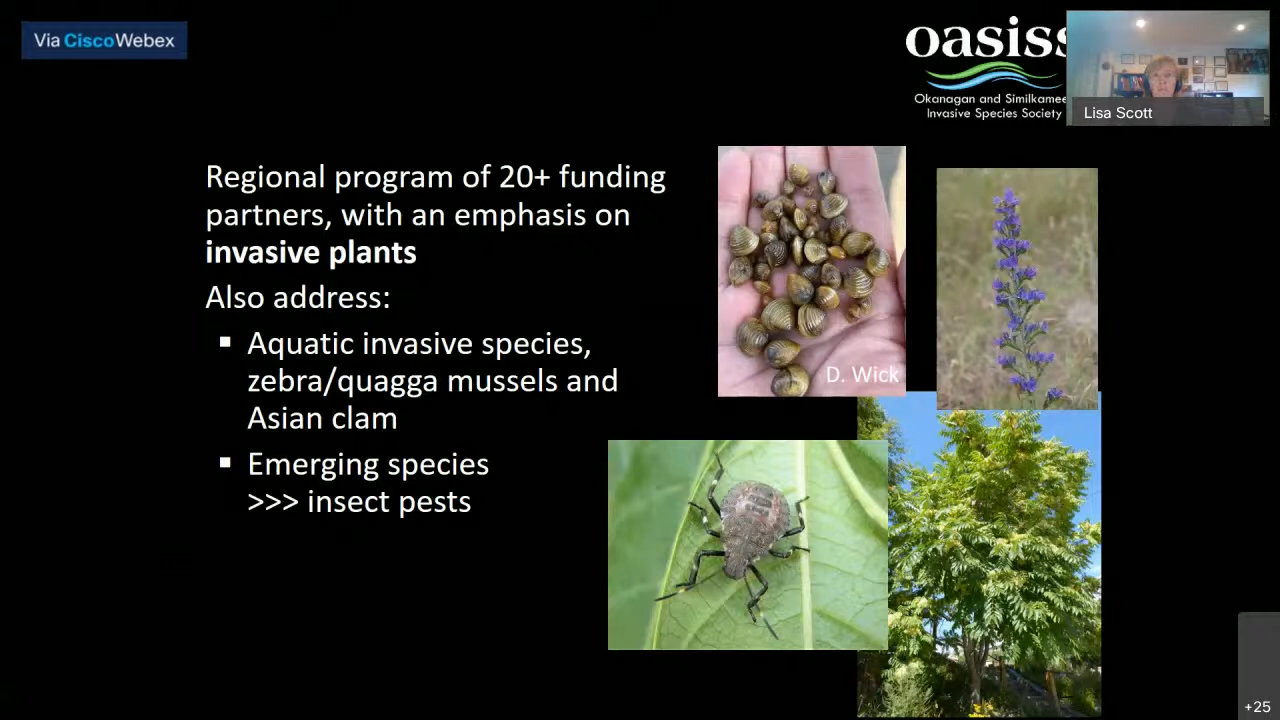 Via CiscoWebex
oasiss
Okanagan and Similkamee
Invasive Species Society
Lisa Scott
Regional program of 20+ funding
partners, with an emphasis on
invasive plants
Also address:
▪ Aquatic invasive species,
zebra/quagga mussels and
Asian clam
▪ Emerging species
>>> insect pests
D. Wick
+25